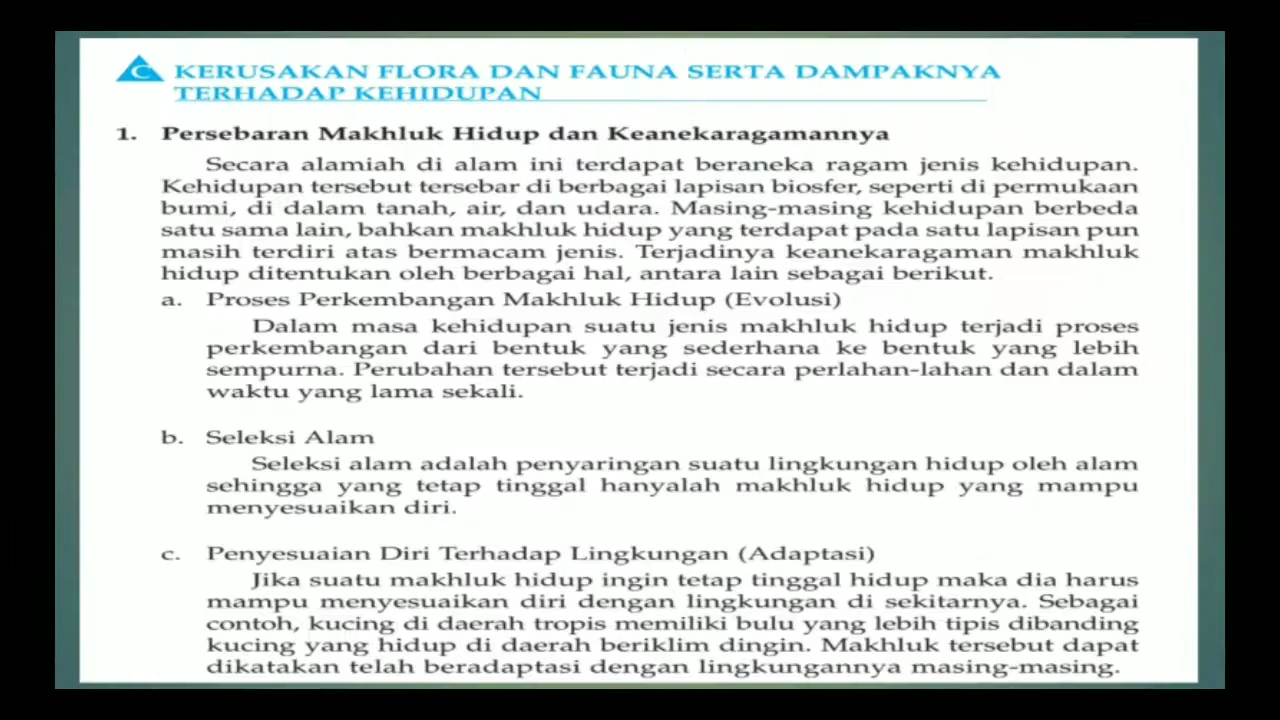 C KERUSAKAN FLORA DAN FAUNA SERTA DAMPAKNYA
TERHADAP KEHIDUPAN
1. Persebaran Makhluk Hidup dan Keanekaragamannya
Secara alamiah di alam ini terdapat beraneka ragam jenis kehidupan.
Kehidupan tersebut tersebar di berbagai lapisan biosfer, seperti di permukaan
bumi, di dalam tanah, air, dan udara. Masing-masing kehidupan berbeda
satu sama lain, bahkan makhluk hidup yang terdapat pada satu lapisan pun
masih terdiri atas bermacam jenis. Terjadinya keanekaragaman makhluk
hidup ditentukan oleh berbagai hal, antara lain sebagai berikut.
a. Proses Perkembangan Makhluk Hidup (Evolusi)
Dalam masa kehidupan suatu jenis makhluk hidup terjadi proses
perkembangan dari bentuk yang sederhana ke bentuk yang lebih
sempurna. Perubahan tersebut terjadi secara perlahan-lahan dan dalam
waktu yang lama sekali.
b. Seleksi Alam
Seleksi alam adalah penyaringan suatu lingkungan hidup oleh alam
sehingga yang tetap tinggal hanyalah makhluk hidup yang mampu
menyesuaikan diri.
c. Penyesuaian Diri Terhadap Lingkungan (Adaptasi)
Jika suatu makhluk hidup ingin tetap tinggal hidup maka dia harus
mampu menyesuaikan diri dengan lingkungan di sekitarnya. Sebagai
contoh, kucing di daerah tropis memiliki bulu yang lebih tipis dibanding
kucing yang hidup di daerah beriklim dingin. Makhluk tersebut dapat
dikatakan telah beradaptasi dengan lingkungannya masing-masing.